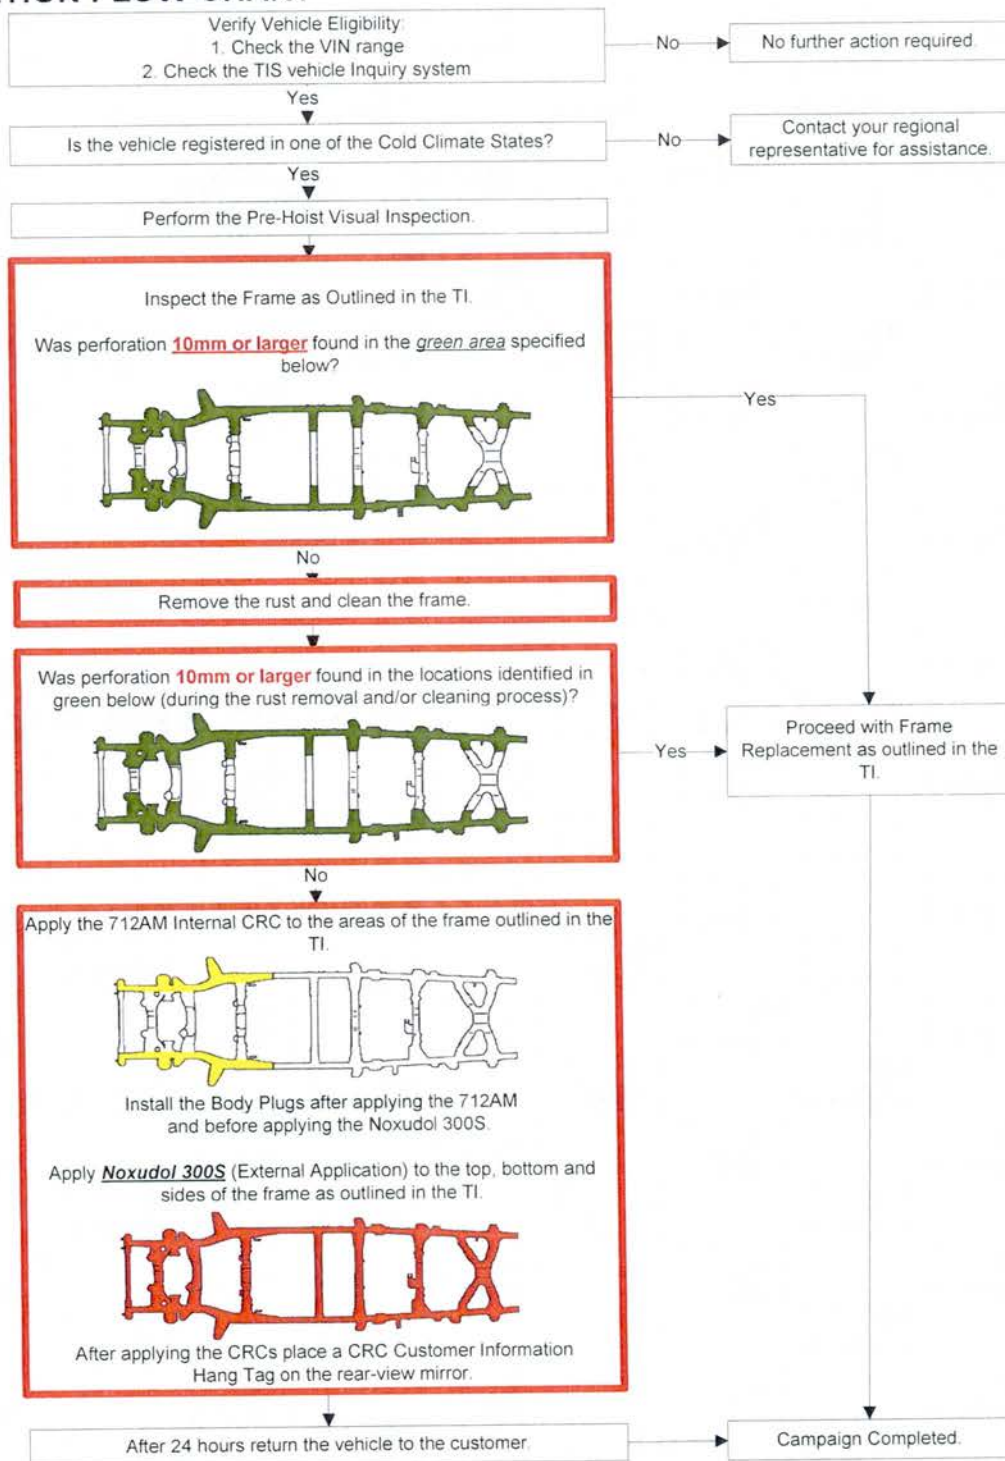 Verify Vehicle Eligibility:
1. Check the VIN range
2. Check the TIS vehicle Inquiry system
No
No further action required.
Yes
Is the vehicle registered in one of the Cold Climate States?
No
Contact your regional
representative for assistance.
Yes
Perform the Pre-Hoist Visual Inspection.
Inspect the Frame as Outlined in the TI.
Was perforation 10mm or larger found in the green area specified
below?
Yes
No
Remove the rust and clean the frame.
Was perforation 10mm or larger found in the locations identified in
green below (during the rust removal and/or cleaning process)?
Yes
Proceed with Frame
Replacement as outlined in the
TI.
No
Apply the 712AM Internal CRC to the areas of the frame outlined in the
TI.
Install the Body Plugs after applying the 712AM
and before applying the Noxudol 300S.
Apply Noxudol 300S (External Application) to the top, bottom and
sides of the frame as outlined in the TI.
After applying the CRCs place a CRC Customer Information
Hang Tag on the rear-view mirror.
After 24 hours return the vehicle to the customer.
Campaign Completed.